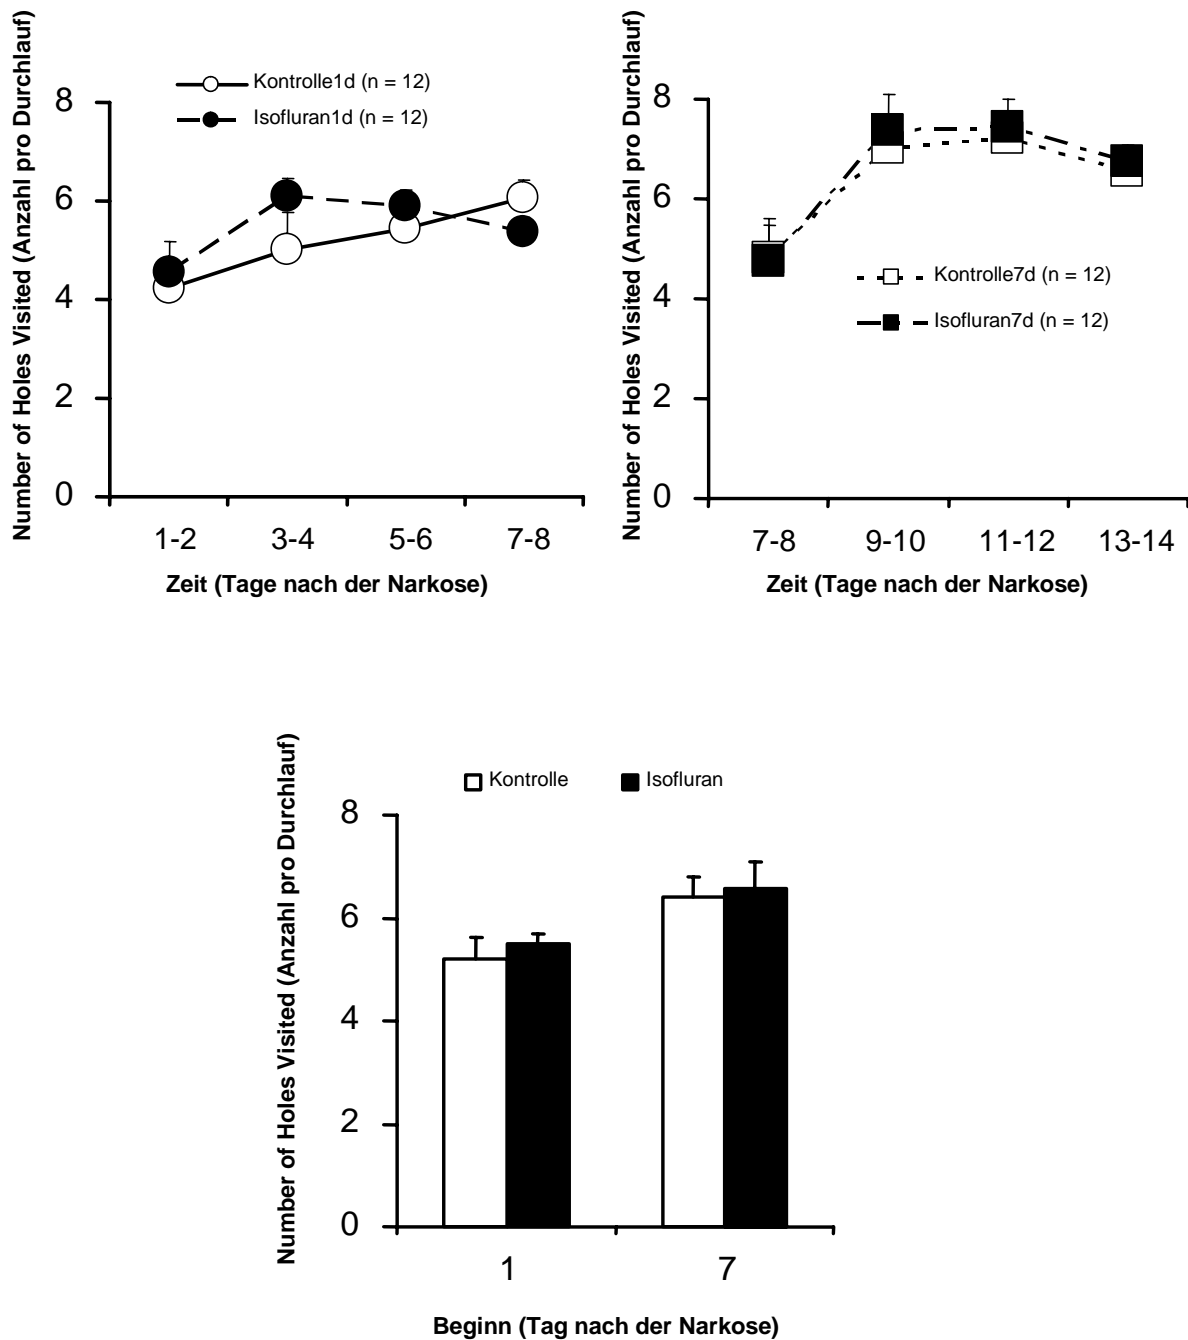 Number of Holes Visited (Anzahl pro Durchlauf)
Kontrolle1d (n = 12)
Isofluran1d (n = 12)
8
6
4
2
0
1-2 3-4 5-6 7-8
Zeit (Tage nach der Narkose)
Number of Holes Visited (Anzahl pro Durchlauf)
8
6
4
2
0
Kontrolle7d (n = 12)
Isofluran7d (n = 12)
7-8 9-10 11-12 13-14
Zeit (Tage nach der Narkose)
Number of Holes Visited (Anzahl pro Durchlauf)
Kontrolle Isofluran
8
6
4
2
0
1 7
Beginn (Tag nach der Narkose)